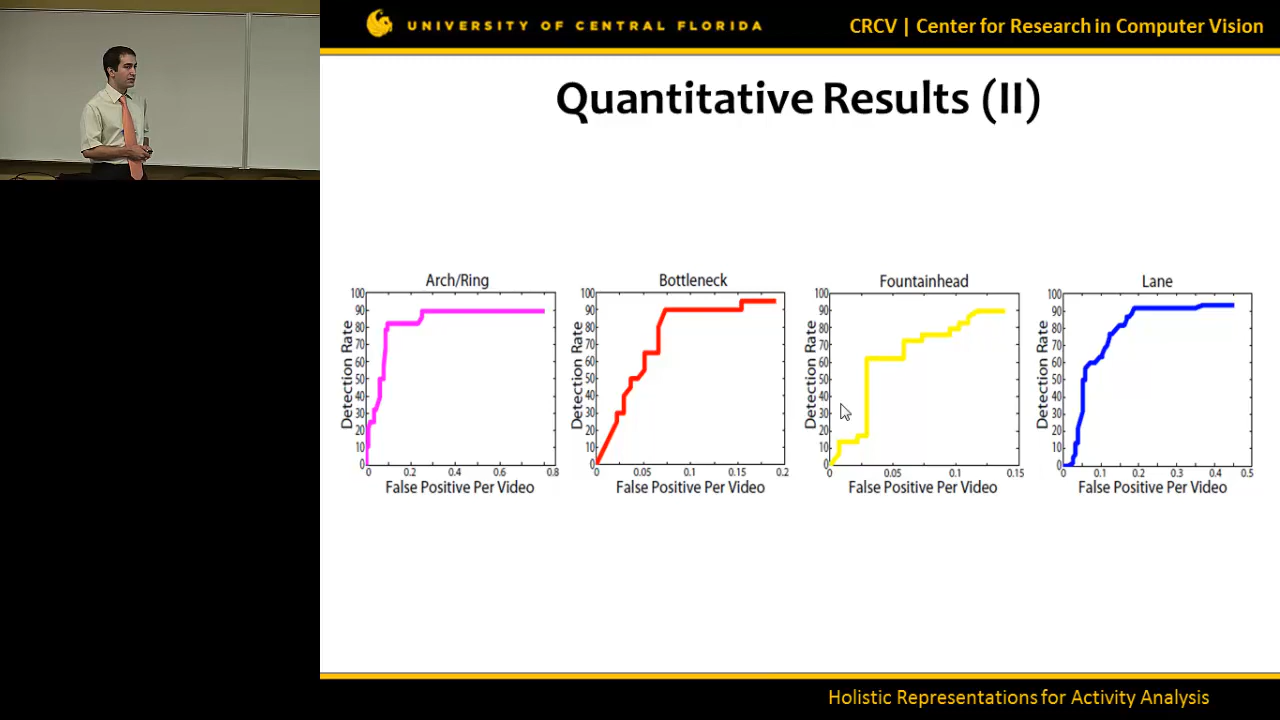 UNIVERSITY OF CENTRAL FLORIDA
CRCV | Center for Research in Computer Vision
Quantitative Results (II)
Arch/Ring
Detection Rate
100
90
80
70
60
50
40
30
20
10
0
0 0.2 0.4 0.6 0.8
False Positive Per Video
Bottleneck
Detection Rate
100
90
80
70
60
50
40
30
20
10
0
0 0.05 0.1 0.15 0.2
False Positive Per Video
Fountainhead
Detection Rate
100
90
80
70
60
50
40
30
20
10
0
0 0.05 0.1 0.15
False Positive Per Video
Lane
Detection Rate
100
90
80
70
60
50
40
30
20
10
0
0 0.1 0.2 0.3 0.4 0.5
False Positive Per Video
Holistic Representations for Activity Analysis